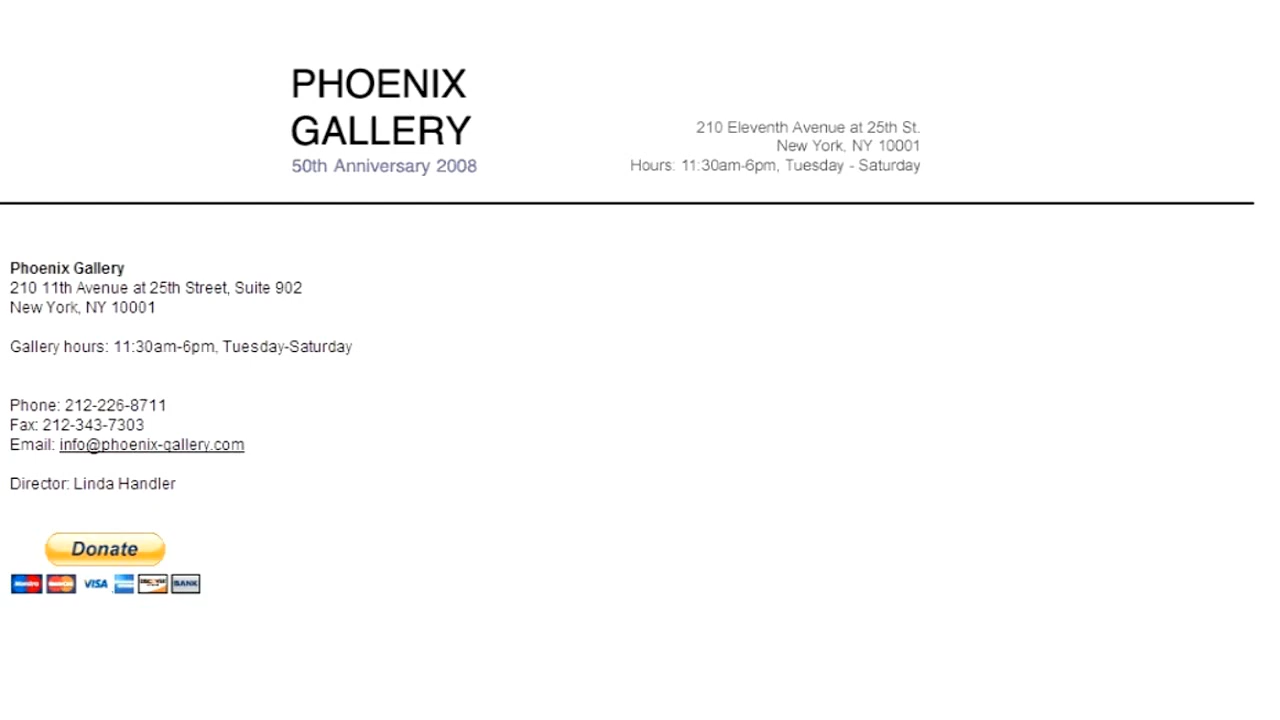 PHOENIX
GALLERY
50th Anniversary 2008
210 Eleventh Avenue at 25th St.
New York, NY 10001
Hours: 11:30am-6pm, Tuesday - Saturday
Phoenix Gallery
210 11th Avenue at 25th Street, Suite 902
New York, NY 10001
Gallery hours: 11:30am-6pm, Tuesday-Saturday
Phone: 212-226-8711
Fax: 212-343-7303
Email: info@phoenix-gallery.com
Director: Linda Handler
Donate
Maestro MasterCard VISA DISCOVER BANK